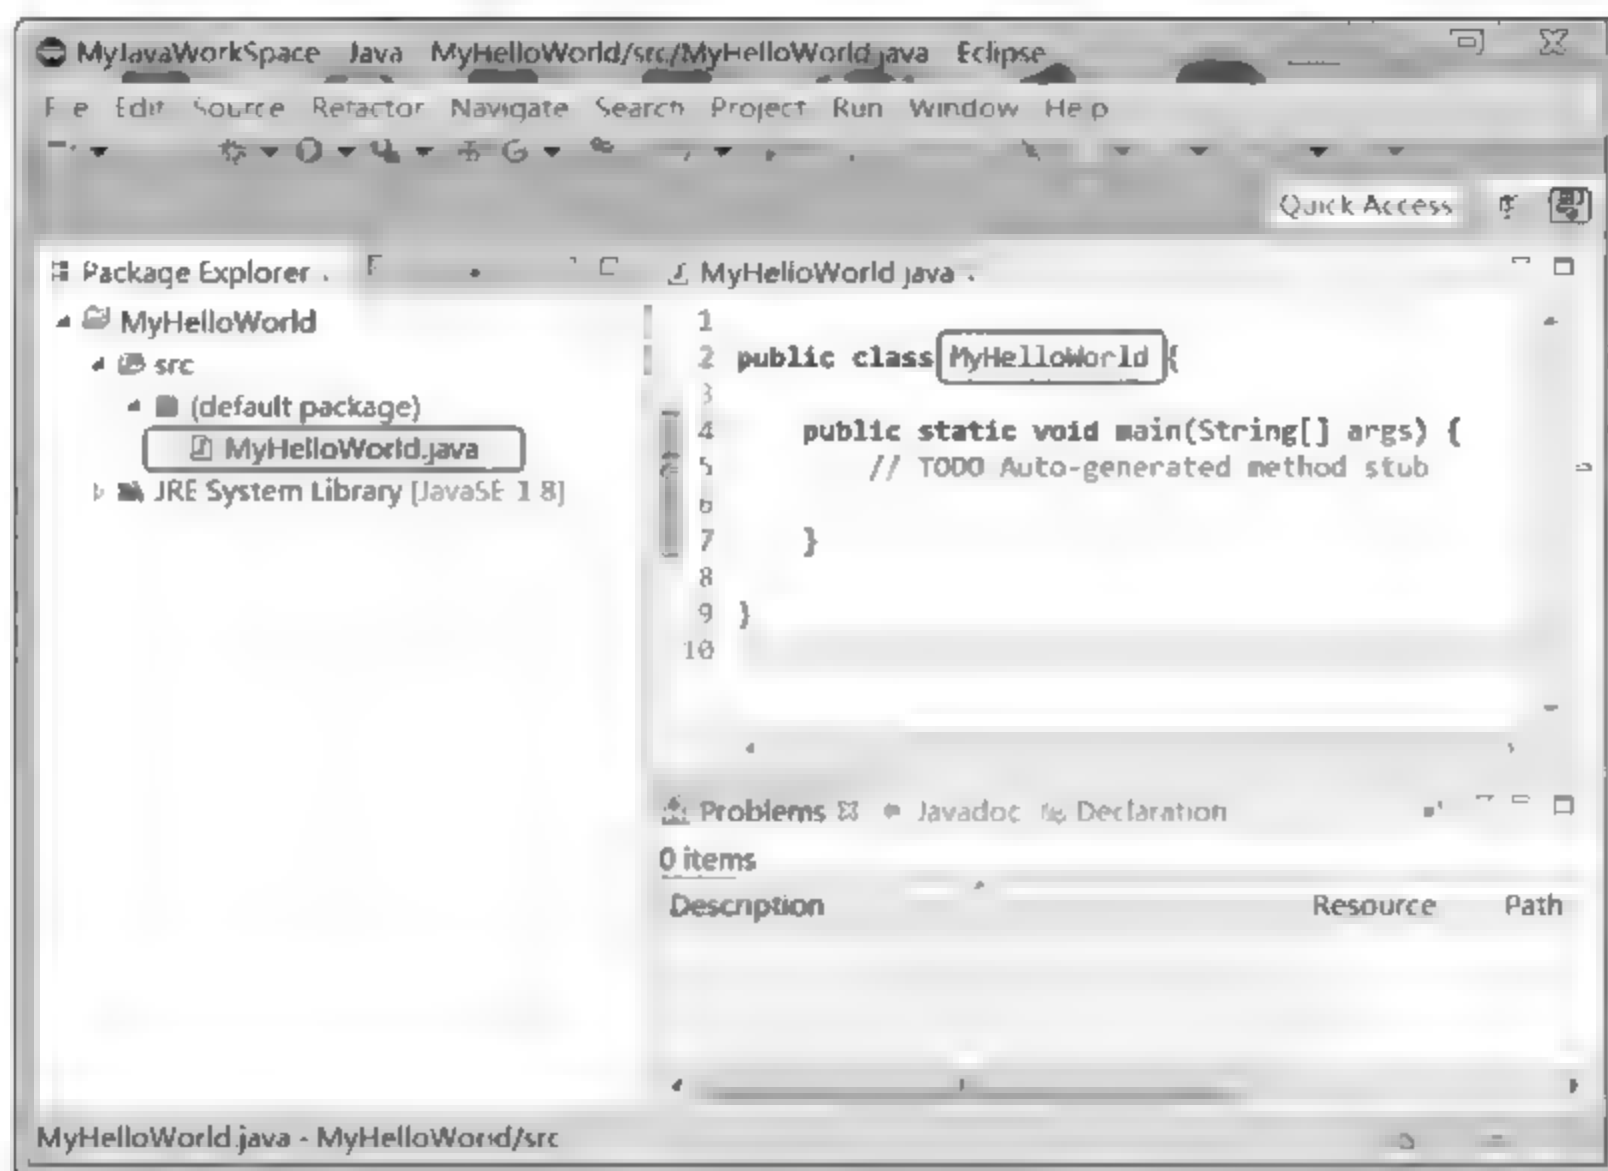 MyJavaWorkSpace Java MyHelloWorld/src/MyHelloWorld.java Eclipse
Edit Source Refactor Navigate Search Project Run Window Help
Quick Access
Package Explorer
MyHelloWorld
src
(default package)
MyHelloWorld.java
JRE System Library [JavaSE 1.8]
MyHelloWorld.java
1
2 public class MyHelloWorld {
3
4 public static void main(String[] args) {
5 // TODO Auto-generated method stub
6
7 }
8
9 }
10
Problems Javadoc Declaration
0 items
Description Resource Path
MyHelloWorld.java - MyHelloWorld/src